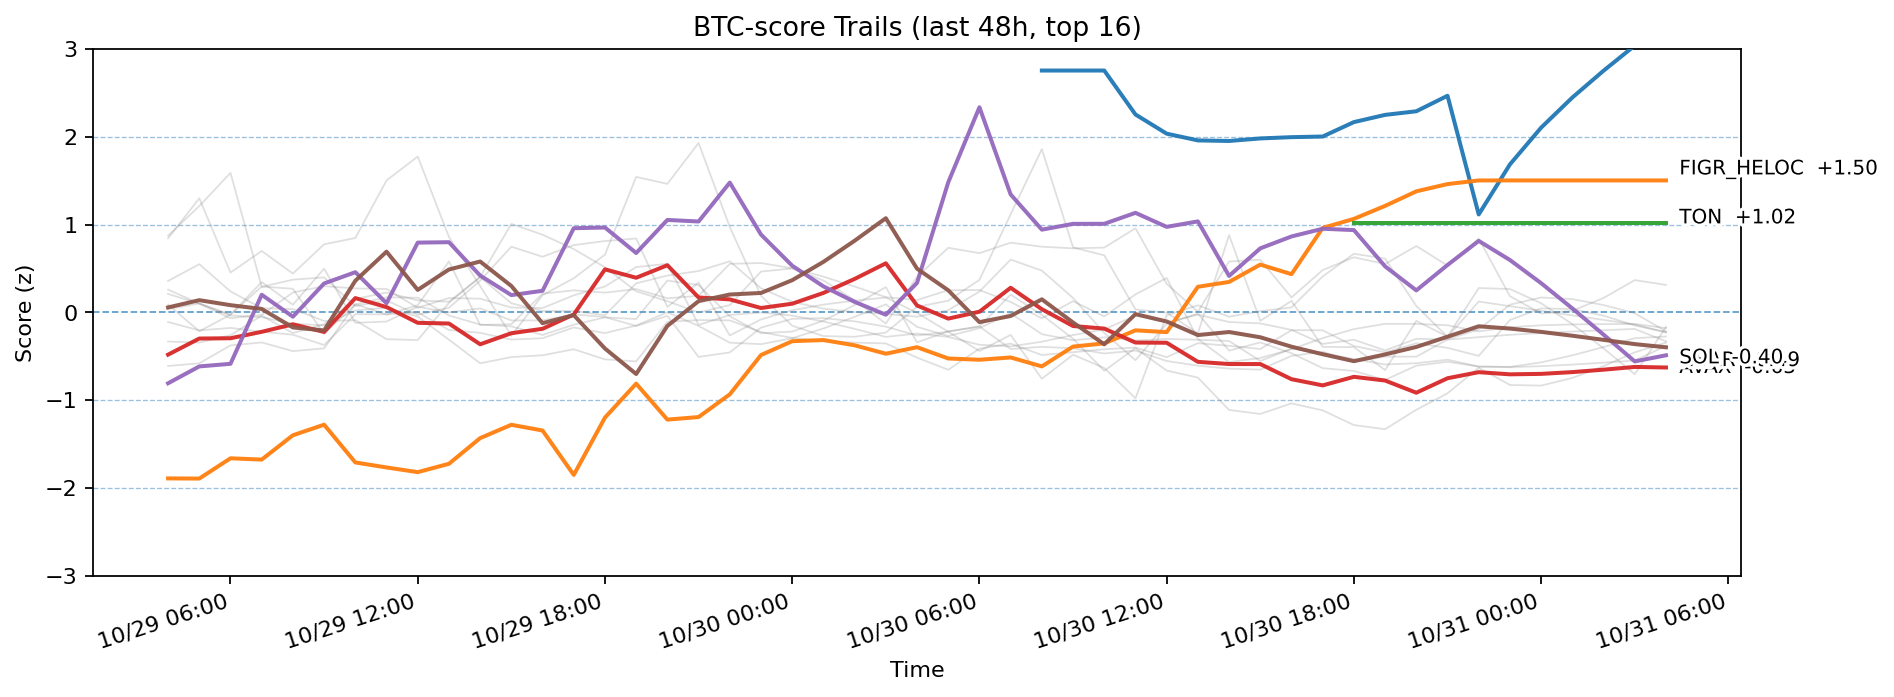 BTC-score Trails (last 48h, top 16)
Score (z)
3
2
1
0
−1
−2
−3
FIGR_HELOC +1.50
TON +1.02
SOL -0.40
10/29 06:00
10/29 12:00
10/29 18:00
10/30 00:00
10/30 06:00
10/30 12:00
10/30 18:00
10/31 00:00
10/31 06:00
Time